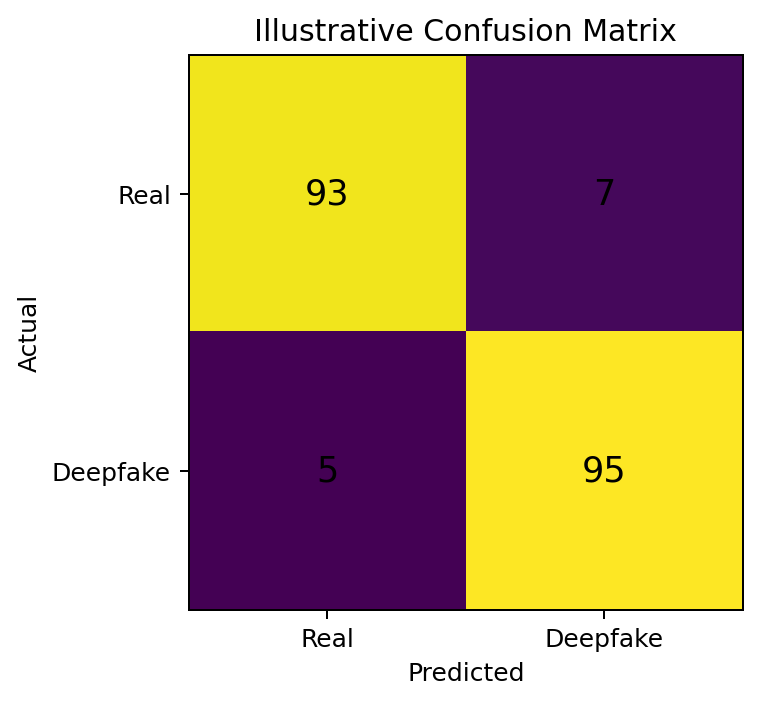 Illustrative Confusion Matrix
Actual
Real
93
7
Deepfake
5
95
Real
Deepfake
Predicted